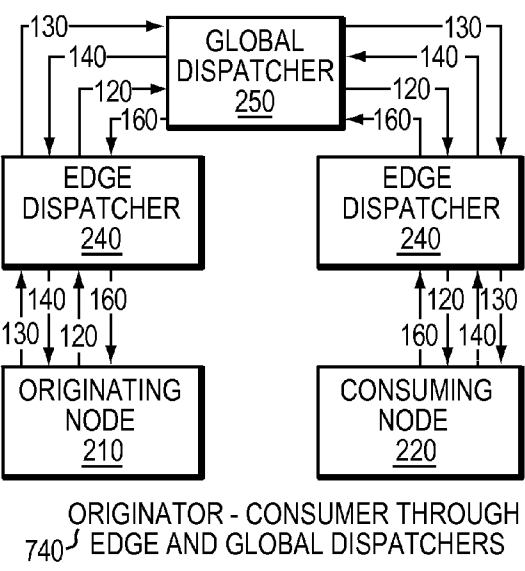 130
GLOBAL
DISPATCHER
250
130
140
140
120
120
160
160
EDGE
DISPATCHER
240
EDGE
DISPATCHER
240
140
160
130
120
120
130
160
140
ORIGINATING
NODE
210
CONSUMING
NODE
220
ORIGINATOR - CONSUMER THROUGH
740 EDGE AND GLOBAL DISPATCHERS